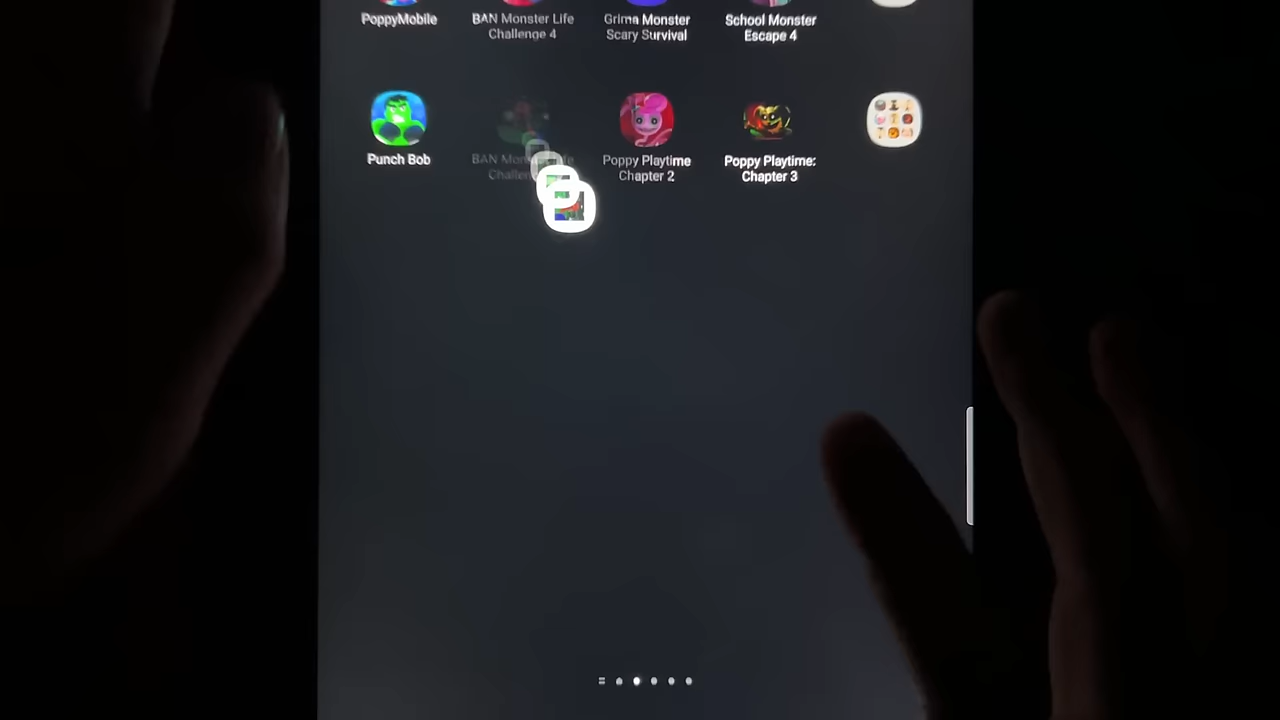 PoppyMobile
BAN Monster Life
Challenge 4
Grima Monster
Scary Survival
School Monster
Escape 4
Punch Bob
BAN
Poppy Playtime
Chapter 2
Poppy Playtime:
Chapter 3